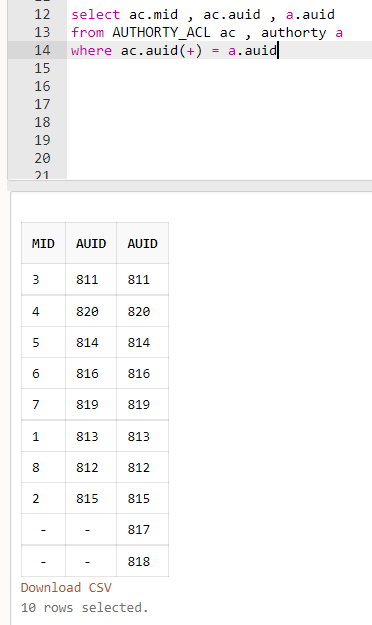 12 select ac.mid , ac.auid , a.auid
13 from AUTHORTY_ACL ac , authorty a
14 where ac.auid(+) = a.auid
15
16
17
18
19
20
21
MID AUID AUID
3 811 811
4 820 820
5 814 814
6 816 816
7 819 819
1 813 813
8 812 812
2 815 815
- - 817
- - 818
Download CSV
10 rows selected.